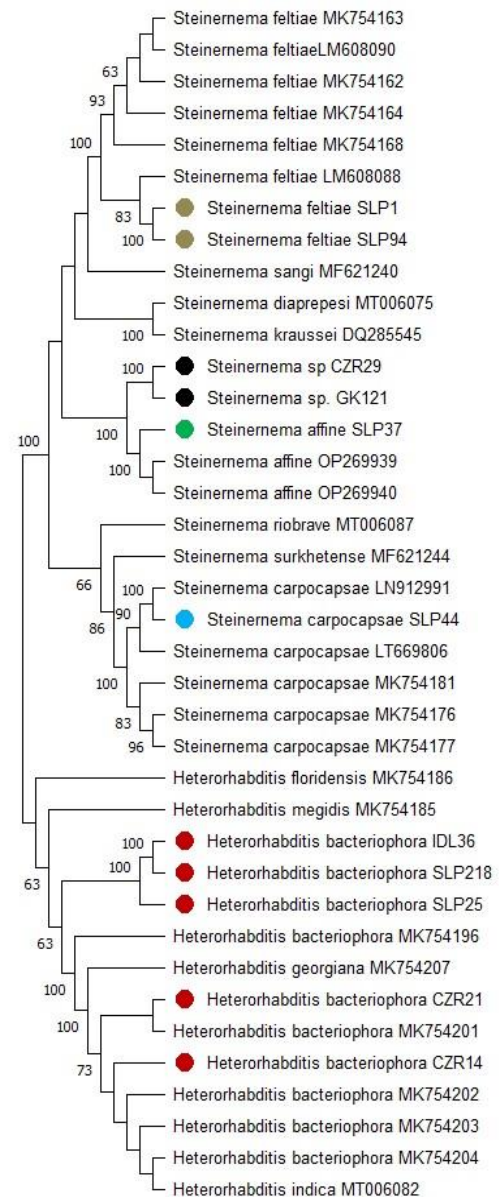 Steinernema feltiae MK754163
Steinernema feltiaeLM608090
63
Steinernema feltiae MK754162
93
Steinernema feltiae MK754164
100
Steinernema feltiae MK754168
Steinernema feltiae LM608088
83
Steinernema feltiae SLP1
100
Steinernema feltiae SLP94
Steinernema sangi MF621240
Steinernema diaprepesi MT006075
100
Steinernema kraussei DQ285545
100
Steinernema sp CZR29
Steinernema sp. GK121
100
Steinernema affine SLP37
100
Steinernema affine OP269939
100
Steinernema affine OP269940
Steinernema riobrave MT006087
Steinernema surkhetense MF621244
66
100
Steinernema carpocapsae LN912991
86
90
Steinernema carpocapsae SLP44
Steinernema carpocapsae LT669806
100
Steinernema carpocapsae MK754181
83
Steinernema carpocapsae MK754176
96
Steinernema carpocapsae MK754177
Heterorhabditis floridensis MK754186
Heterorhabditis megidis MK754185
100
Heterorhabditis bacteriophora IDL36
63
100
Heterorhabditis bacteriophora SLP218
Heterorhabditis bacteriophora SLP25
63
Heterorhabditis bacteriophora MK754196
Heterorhabditis georgiana MK754207
100
Heterorhabditis bacteriophora CZR21
100
Heterorhabditis bacteriophora MK754201
73
Heterorhabditis bacteriophora CZR14
Heterorhabditis bacteriophora MK754202
Heterorhabditis bacteriophora MK754203
Heterorhabditis bacteriophora MK754204
Heterorhabditis indica MT006082